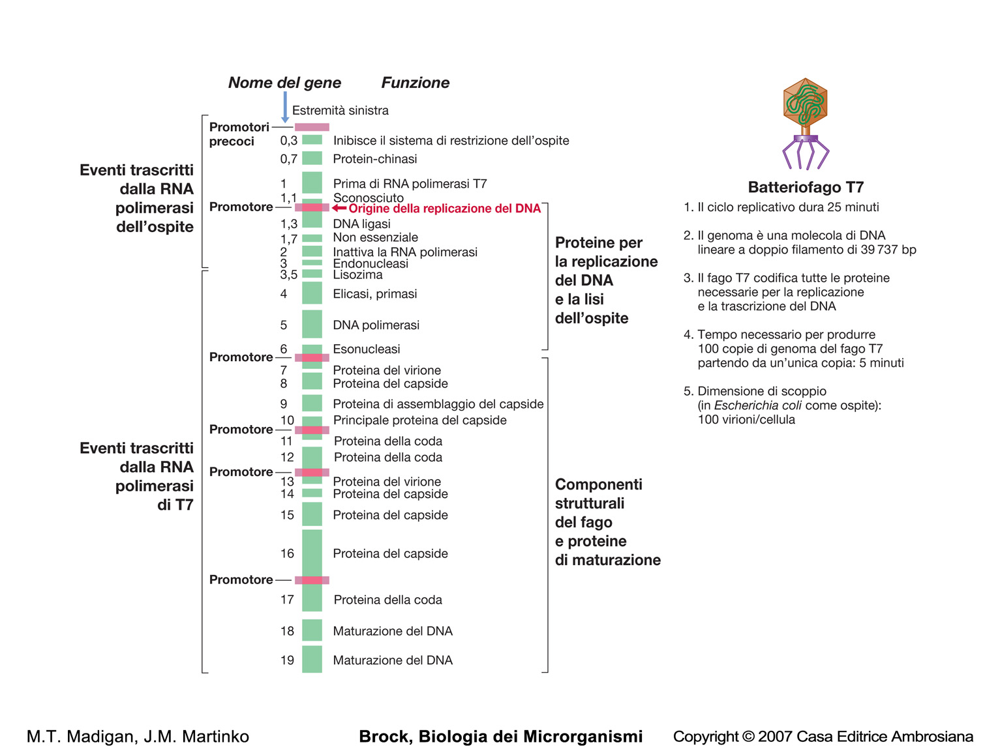 Nome del gene Funzione
Estremità sinistra
Promotori
precoci
0,3 Inibisce il sistema di restrizione dell'ospite
0,7 Protein-chinasi
1 Prima di RNA polimerasi T7
1,1 Sconosciuto
Promotore
Origine della replicazione del DNA
1,3 DNA ligasi
1,7 Non essenziale
2 Inattiva la RNA polimerasi
3 Endonucleasi
3,5 Lisozima
4 Elicasi, primasi
5 DNA polimerasi
6 Esonucleasi
Promotore
7 Proteina del virione
8 Proteina del capside
9 Proteina di assemblaggio del capside
10 Principale proteina del capside
Promotore
11 Proteina della coda
12 Proteina della coda
Promotore
13 Proteina del virione
14 Proteina del capside
15 Proteina del capside
16 Proteina del capside
Promotore
17 Proteina della coda
18 Maturazione del DNA
19 Maturazione del DNA
Eventi trascritti
dalla RNA
polimerasi
dell'ospite
Eventi trascritti
dalla RNA
polimerasi
di T7
Proteine per
la replicazione
del DNA
e la lisi
dell'ospite
Componenti
strutturali
del fago
e proteine
di maturazione
Batteriofago T7
1. Il ciclo replicativo dura 25 minuti
2. Il genoma è una molecola di DNA
lineare a doppio filamento di 39 737 bp
3. Il fago T7 codifica tutte le proteine
necessarie per la replicazione
e la trascrizione del DNA
4. Tempo necessario per produrre
100 copie di genoma del fago T7
partendo da un'unica copia: 5 minuti
5. Dimensione di scoppio
(in Escherichia coli come ospite):
100 virioni/cellula
M.T. Madigan, J.M. Martinko Brock, Biologia dei Microrganismi Copyright © 2007 Casa Editrice Ambrosiana